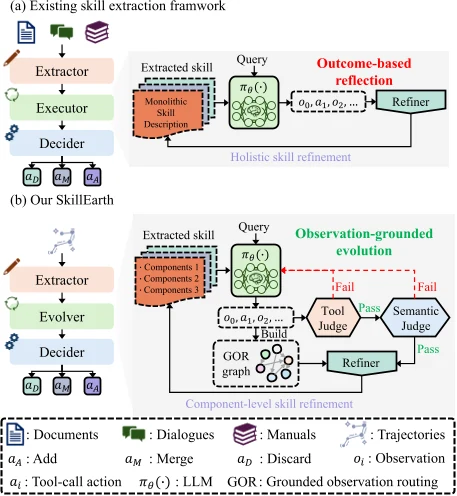 (a) Existing skill extraction framwork
Extractor
Executor
Decider
a_D a_M a_A
Extracted skill
Monolithic
Skill
Description
Query
π_θ(·)
Outcome-based
reflection
o_0, a_1, o_2, ...
Refiner
Holistic skill refinement
(b) Our SkillEarth
Extractor
Evolver
Decider
a_D a_M a_A
Extracted skill
· Components 1
· Components 2
· Components 3
Query
π_θ(·)
Observation-grounded
evolution
Fail
Fail
o_0, a_1, o_2, ...
Tool
Judge
Pass
Semantic
Judge
Build
Pass
GOR
graph
Refiner
Component-level skill refinement
: Documents : Dialogues : Manuals : Trajectories
a_A : Add a_M : Merge a_D : Discard o_i : Observation
a_i : Tool-call action π_θ(·) : LLM GOR : Grounded observation routing